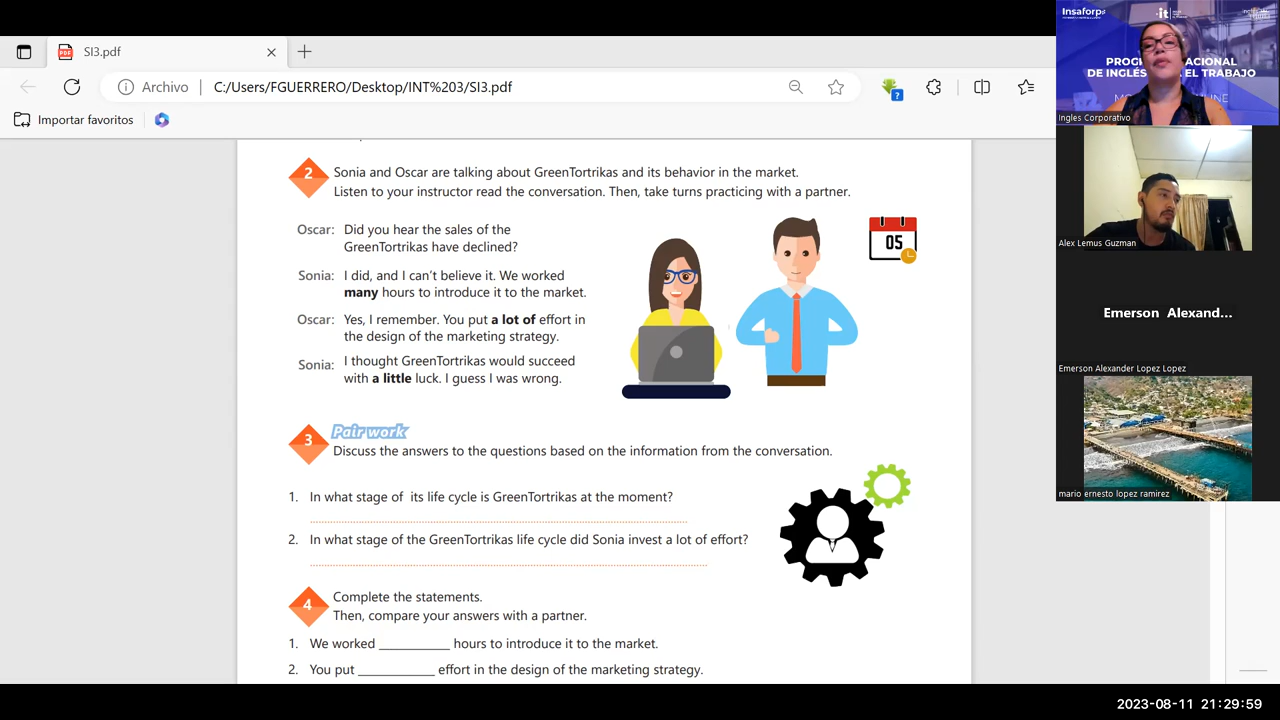 SI3.pdf
Archivo
C:/Users/FGUERRERO/Desktop/INT%203/SI3.pdf
Importar favoritos
2
Sonia and Oscar are talking about GreenTortrikas and its behavior in the market.
Listen to your instructor read the conversation. Then, take turns practicing with a partner.
Oscar: Did you hear the sales of the
GreenTortrikas have declined?
Sonia: I did, and I can't believe it. We worked
many hours to introduce it to the market.
Oscar: Yes, I remember. You put a lot of effort in
the design of the marketing strategy.
Sonia: I thought GreenTortrikas would succeed
with a little luck. I guess I was wrong.
05
3
Pair work
Discuss the answers to the questions based on the information from the conversation.
1. In what stage of its life cycle is GreenTortrikas at the moment?
2. In what stage of the GreenTortrikas life cycle did Sonia invest a lot of effort?
4
Complete the statements.
Then, compare your answers with a partner.
1. We worked __________ hours to introduce it to the market.
2. You put ___________ effort in the design of the marketing strategy.
Insaforp
it
Ingles Corporativo
Alex Lemus Guzman
Emerson Alexand...
Emerson Alexander Lopez Lopez
mario ernesto lopez ramirez
2023-08-11 21:29:59